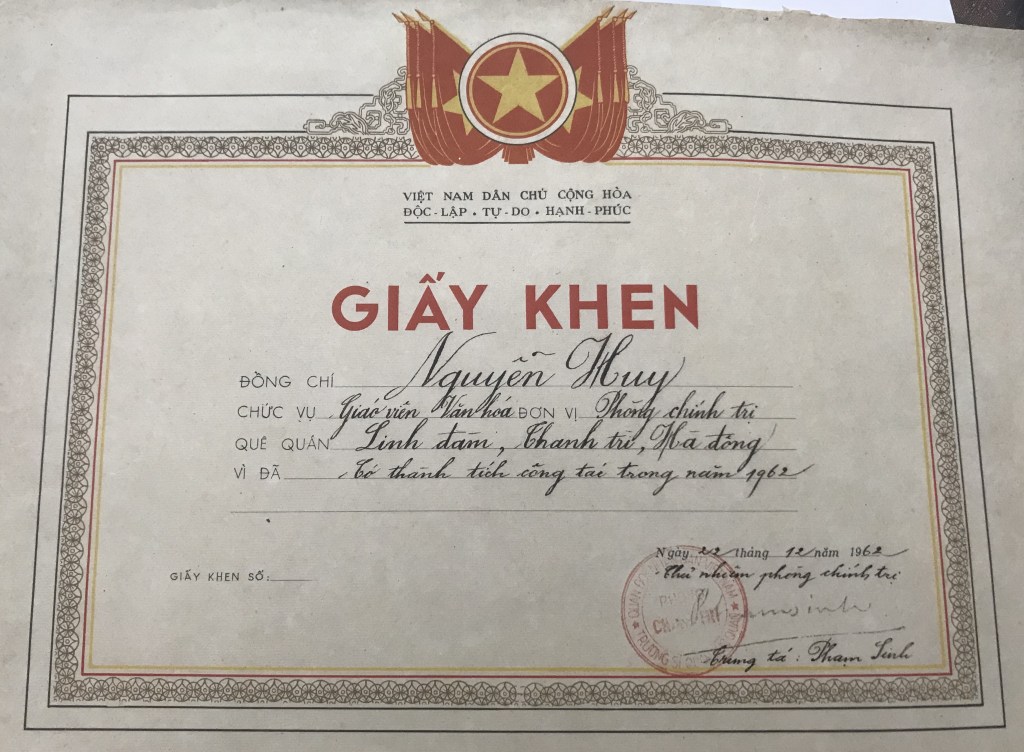 VIỆT NAM DÂN CHỦ CỘNG HÒA
ĐỘC - LẬP • TỰ - DO • HẠNH - PHÚC
GIẤY KHEN
ĐỒNG CHÍ Nguyễn Huy
CHỨC VỤ Giáo viên Văn hóa ĐƠN VỊ Phòng chính trị
QUÊ QUÁN Linh đàm, Thanh trì, Hà đông
VÌ ĐÃ Có thành tích công tác trong năm 1962
Ngày 22 tháng 12 năm 1962
GIẤY KHEN SỐ:
Chủ nhiệm phòng chính trị
Trung tá: Phạm Sinh